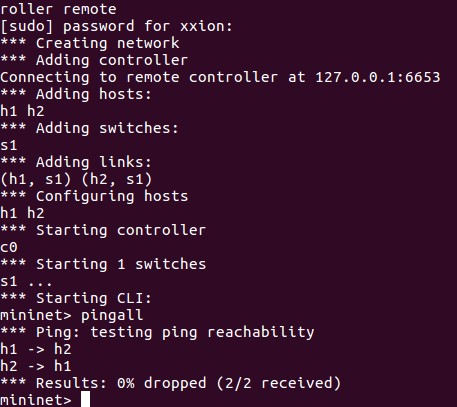 roller remote
[sudo] password for xxion:
*** Creating network
*** Adding controller
Connecting to remote controller at 127.0.0.1:6653
*** Adding hosts:
h1 h2
*** Adding switches:
s1
*** Adding links:
(h1, s1) (h2, s1)
*** Configuring hosts
h1 h2
*** Starting controller
c0
*** Starting 1 switches
s1 ...
*** Starting CLI:
mininet> pingall
*** Ping: testing ping reachability
h1 -> h2
h2 -> h1
*** Results: 0% dropped (2/2 received)
mininet>